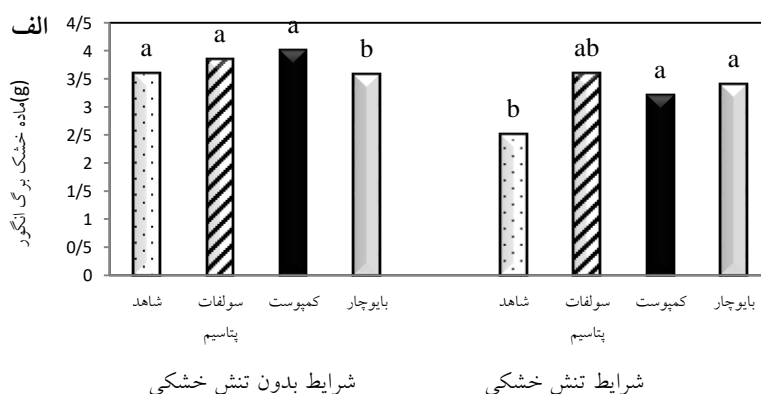 الف
ماده خشک برگ انگور(g)
4/5
4
3/5
3
2/5
2
1/5
1
0/5
0
a
a
a
b
b
ab
a
a
شاهد
سولفات پتاسیم
کمپوست
بایوچار
شاهد
سولفات پتاسیم
کمپوست
بایوچار
شرایط بدون تنش خشکی
شرایط تنش خشکی